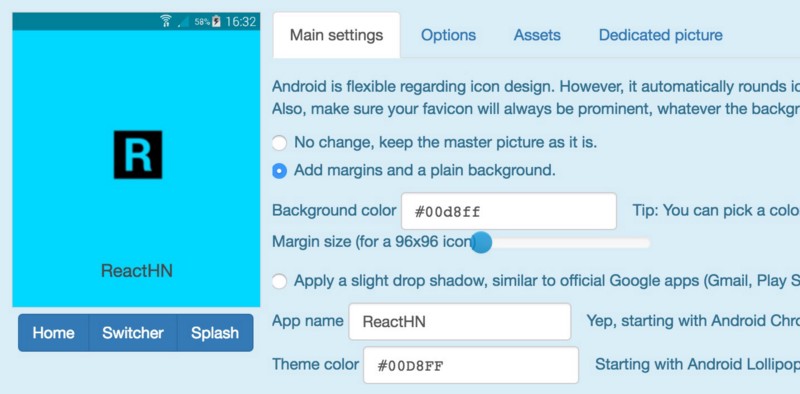 58% 16:32
R
ReactHN
Home Switcher Splash
Main settings Options Assets Dedicated picture
Android is flexible regarding icon design. However, it automatically rounds
Also, make sure your favicon will always be prominent, whatever the
No change, keep the master picture as it is.
Add margins and a plain background.
Background color #00d8ff Tip: You can pick a
Margin size (for a 96x96 icon)
Apply a slight drop shadow, similar to official Google apps (Gmail, Play
App name ReactHN Yep, starting with Android
Theme color #00D8FF Starting with Android Lollipop